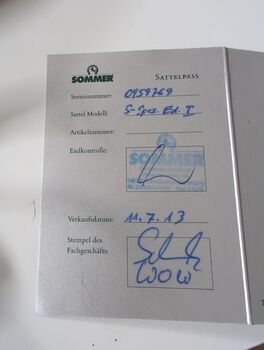 SOMMER SATTELPASS
Seriennummer: 0959769
Sattel Modell: S-Spez. Ed. I
Artikelnummer:
Endkontrolle: SOMMER
Verkaufsdatum: 11.7.13
Stempel des
Fachgeschäfts:
WOW